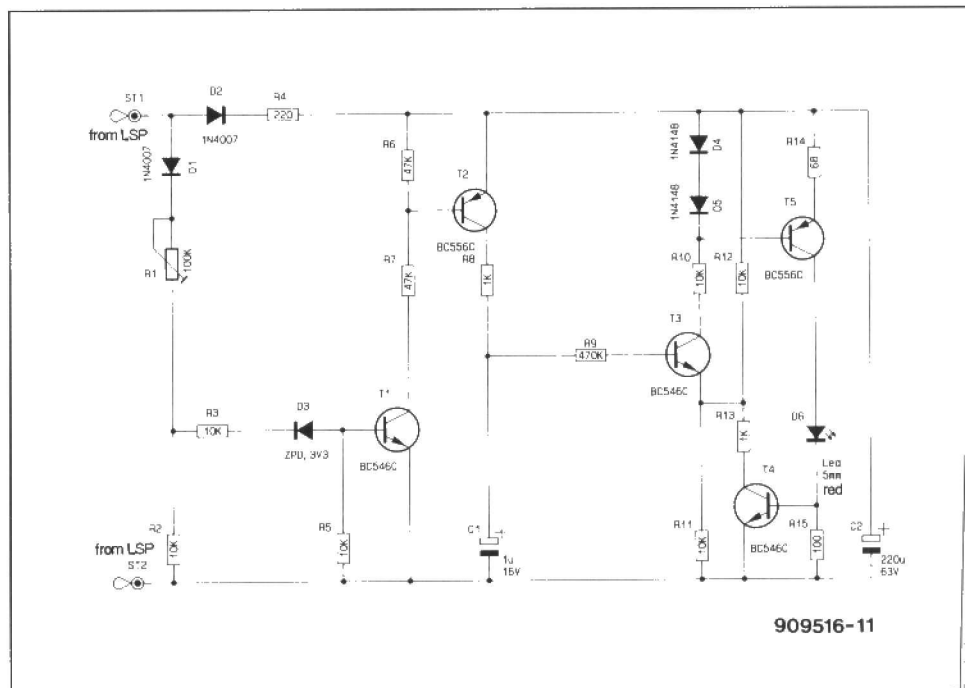 ST1
from LSP
D2
1N4007
R4
220
1N4007
D1
R1
100K
R6
47K
T2
BC556C
R7
47K
R8
1K
1N4148
D4
1N4148
D5
R14
68
T5
BC556C
R10
10K
R12
10K
T3
BC546C
R9
470K
R3
10K
D3
ZPD, 3V3
T1
BC546C
R13
1K
D6
Led
5mm
red
T4
BC546C
R2
10K
from LSP
ST2
R5
10K
C1
+
1u
16V
R11
10K
R15
100
C2
+
220u
63V
909516-11